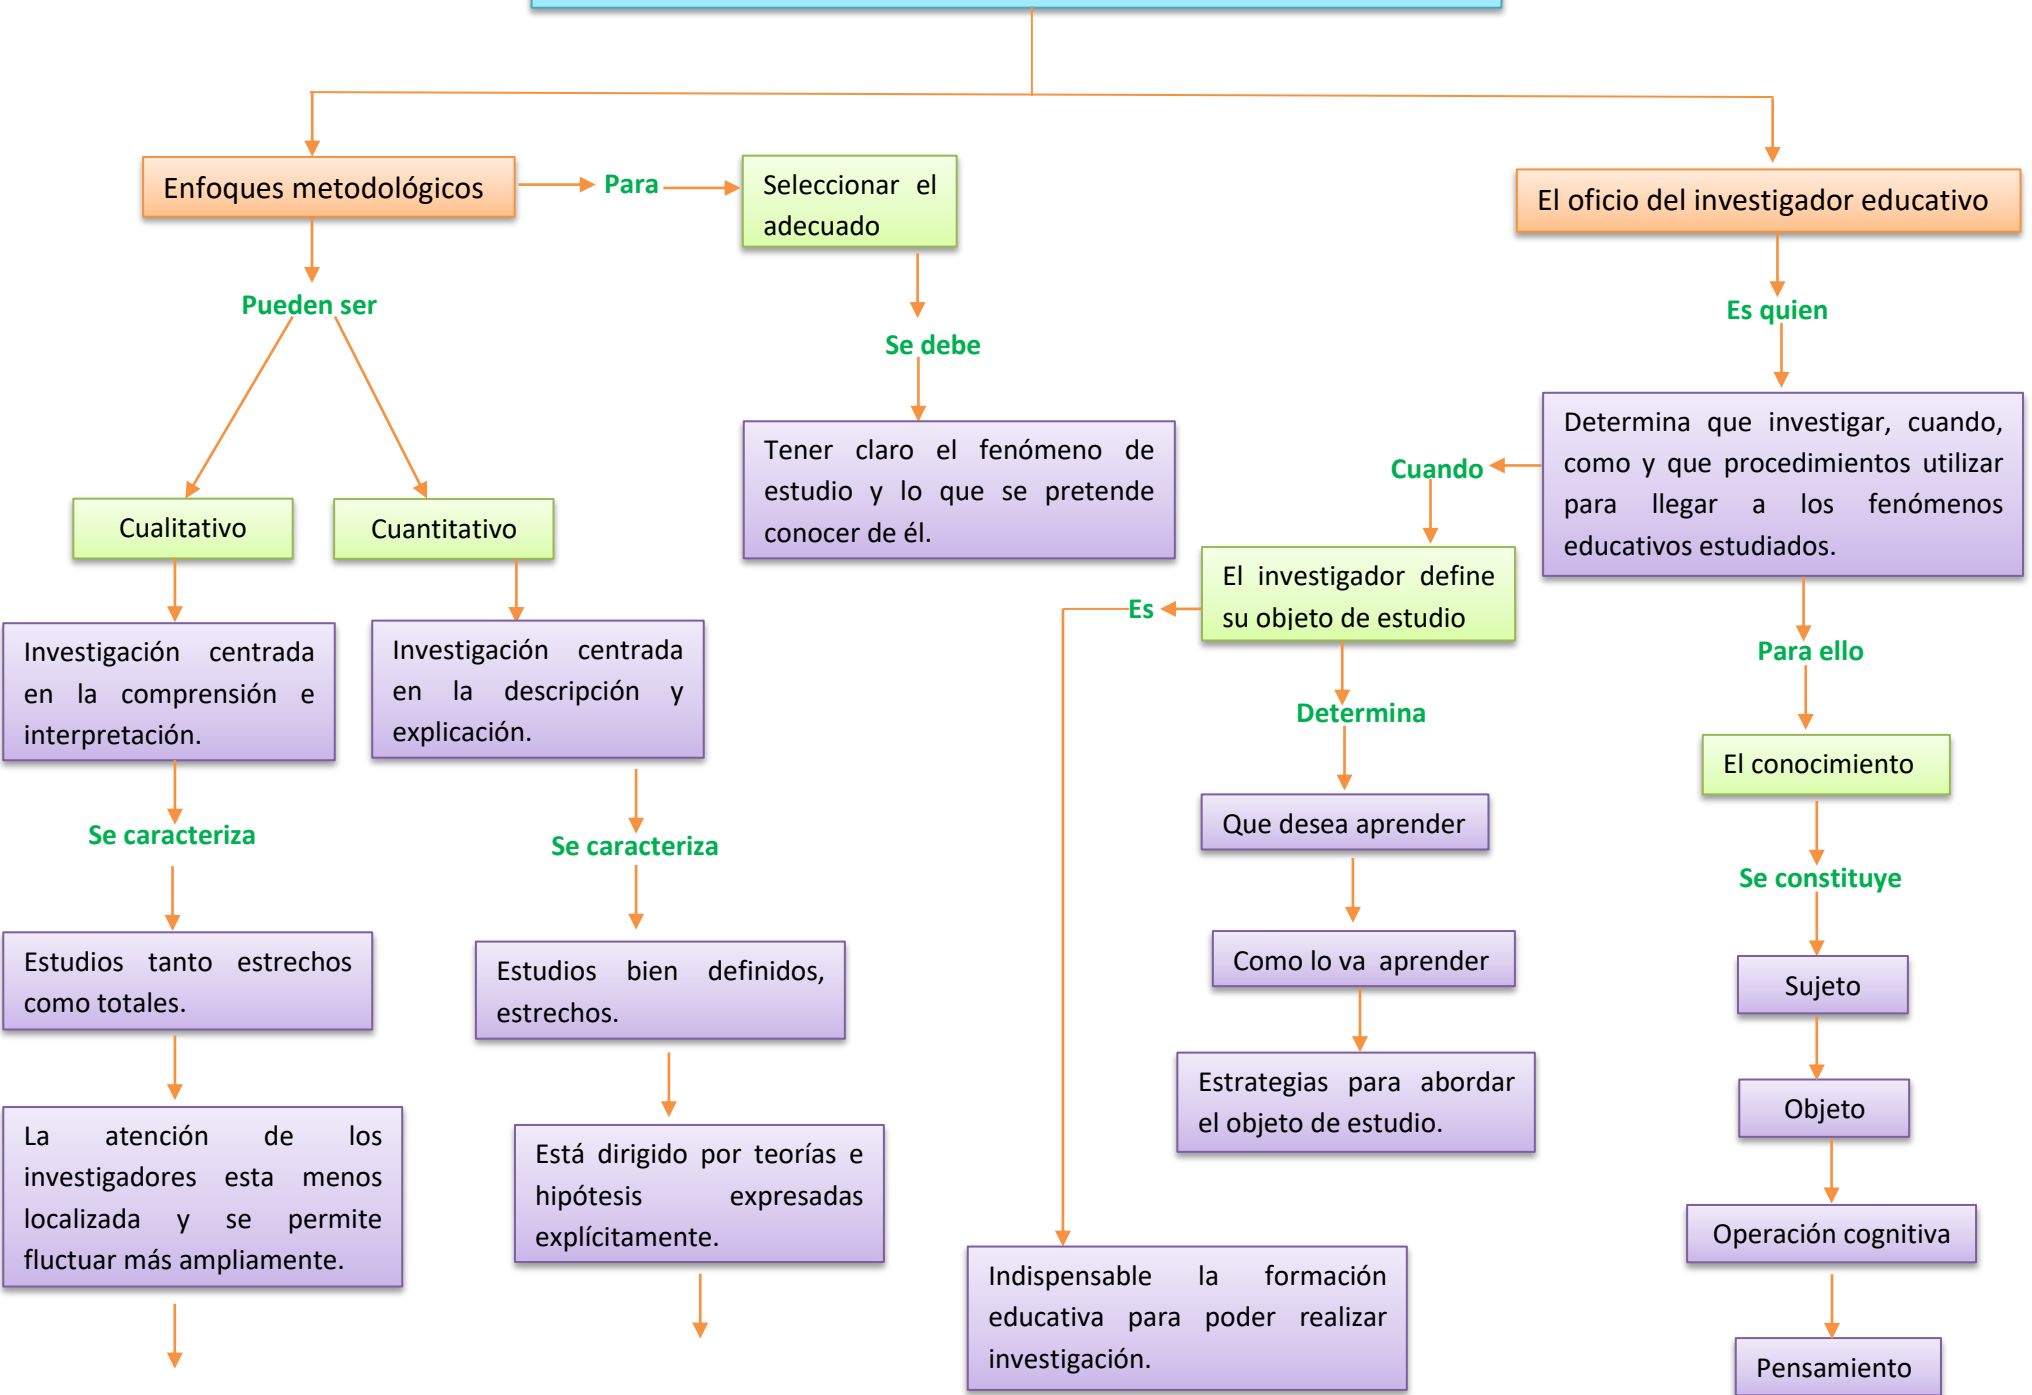 Enfoques metodológicos
Para
Seleccionar el
adecuado
Se debe
Tener claro el fenómeno de
estudio y lo que se pretende
conocer de él.
Pueden ser
Cualitativo
Investigación centrada
en la comprensión e
interpretación.
Se caracteriza
Estudios tanto estrechos
como totales.
La atención de los
investigadores esta menos
localizada y se permite
fluctuar más ampliamente.
Cuantitativo
Investigación centrada
en la descripción y
explicación.
Se caracteriza
Estudios bien definidos,
estrechos.
Está dirigido por teorías e
hipótesis expresadas
explícitamente.
El oficio del investigador educativo
Es quien
Determina que investigar, cuando,
como y que procedimientos utilizar
para llegar a los fenómenos
educativos estudiados.
Cuando
El investigador define
su objeto de estudio
Es
Indispensable la formación
educativa para poder realizar
investigación.
Determina
Que desea aprender
Como lo va aprender
Estrategias para abordar
el objeto de estudio.
Para ello
El conocimiento
Se constituye
Sujeto
Objeto
Operación cognitiva
Pensamiento